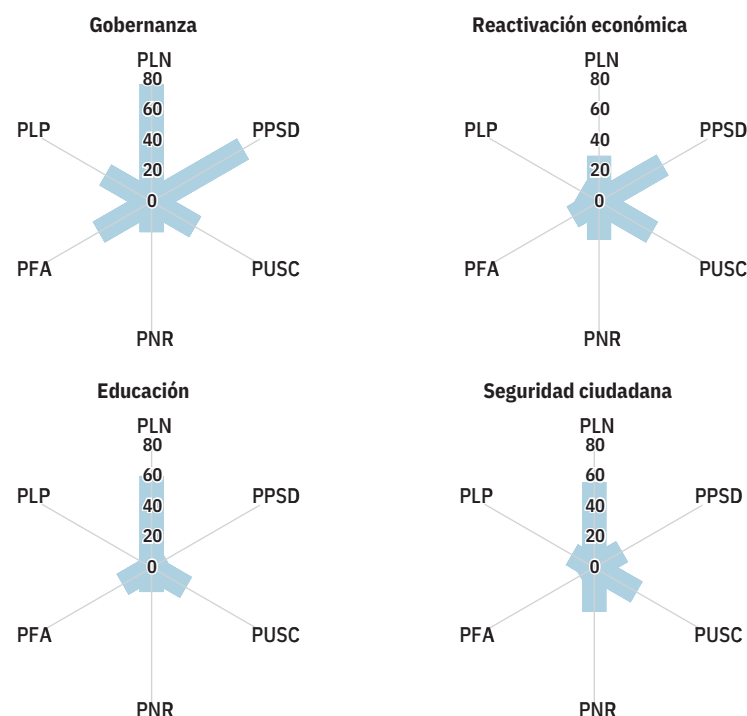 Gobernanza
PLN
80
60
40
20
0
PLP
PPSD
PFA
PUSC
PNR
Reactivación económica
PLN
80
60
40
20
0
PLP
PPSD
PFA
PUSC
PNR
Educación
PLN
80
60
40
20
0
PLP
PPSD
PFA
PUSC
PNR
Seguridad ciudadana
PLN
80
60
40
20
0
PLP
PPSD
PFA
PUSC
PNR